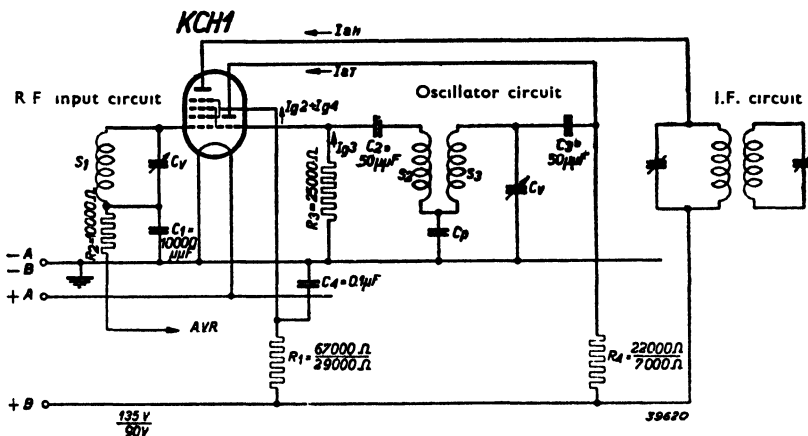 KCH1
IaH
IaT
R F input circuit
Ig2+Ig4
Oscillator circuit
I.F. circuit
S1
Cv
R2=10000Ω
C1=
10000
μμF
Ig3
R3=25000Ω
C2=
50μμF
S2
S3
Cp
Cv
C3=
50μμF
-A
-B
+A
C4=0.1μF
AVR
R1=67000Ω
29000Ω
R4=22000Ω
7000Ω
+B
135 V
90V
39620